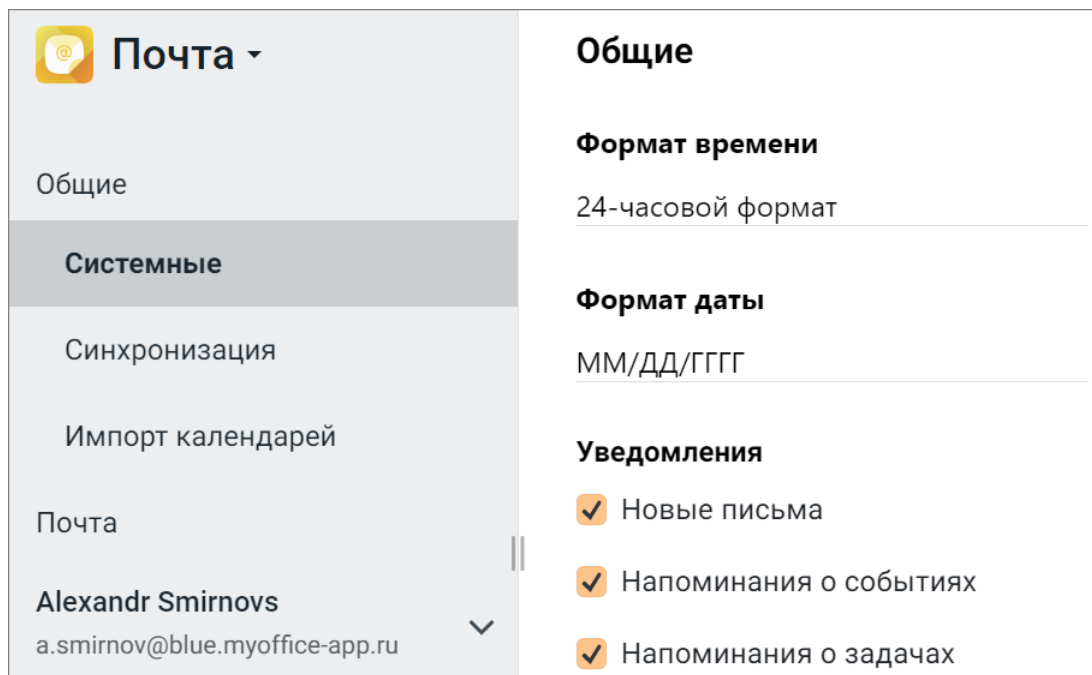 Почта
Общие
Системные
Синхронизация
Импорт календарей
Почта
Alexandr Smirnovs
a.smirnov@blue.myoffice-app.ru
Общие
Формат времени
24-часовой формат
Формат даты
ММ/ДД/ГГГГ
Уведомления
Новые письма
Напоминания о событиях
Напоминания о задачах